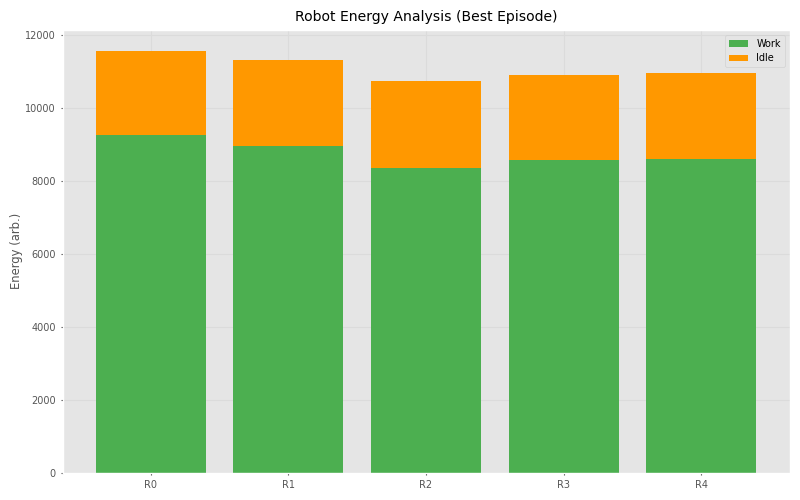 Robot Energy Analysis (Best Episode)
Work
Idle
Energy (arb.)
12000
10000
8000
6000
4000
2000
0
R0 R1 R2 R3 R4